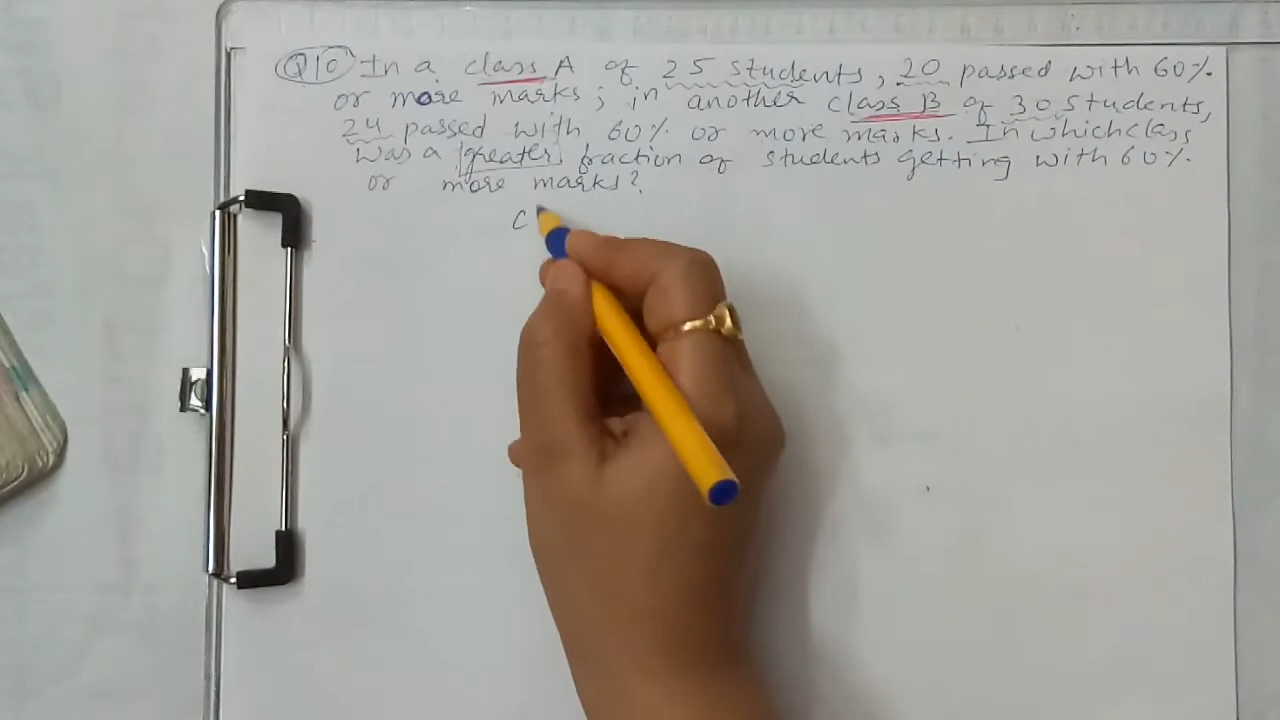 Q10 In a class A of 25 students, 20 passed with 60%
or more marks; in another class B of 30 students,
24 passed with 60% or more marks. In which class
was a greater fraction of students getting with 60%
or more marks?
C